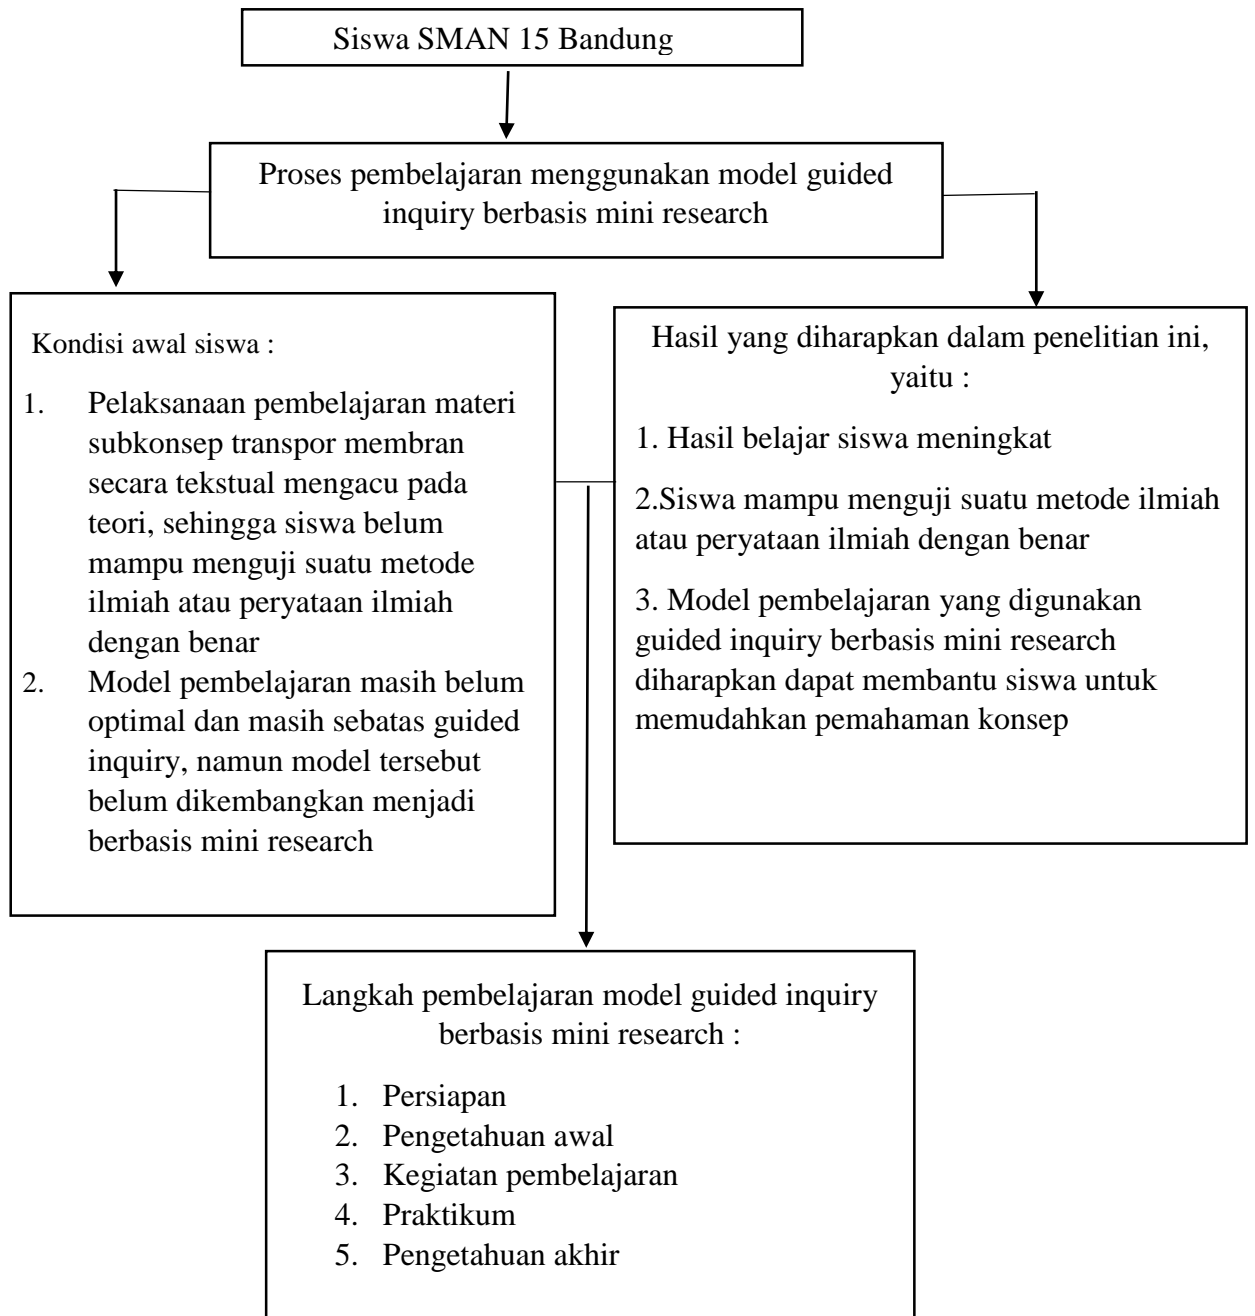 Siswa SMAN 15 Bandung
Proses pembelajaran menggunakan model guided
inquiry berbasis mini research
Kondisi awal siswa :
1. Pelaksanaan pembelajaran materi
subkonsep transpor membran
secara tekstual mengacu pada
teori, sehingga siswa belum
mampu menguji suatu metode
ilmiah atau peryataan ilmiah
dengan benar
2. Model pembelajaran masih belum
optimal dan masih sebatas guided
inquiry, namun model tersebut
belum dikembangkan menjadi
berbasis mini research
Hasil yang diharapkan dalam penelitian ini,
yaitu :
1. Hasil belajar siswa meningkat
2.Siswa mampu menguji suatu metode ilmiah
atau peryataan ilmiah dengan benar
3. Model pembelajaran yang digunakan
guided inquiry berbasis mini research
diharapkan dapat membantu siswa untuk
memudahkan pemahaman konsep
Langkah pembelajaran model guided inquiry
berbasis mini research :
1. Persiapan
2. Pengetahuan awal
3. Kegiatan pembelajaran
4. Praktikum
5. Pengetahuan akhir